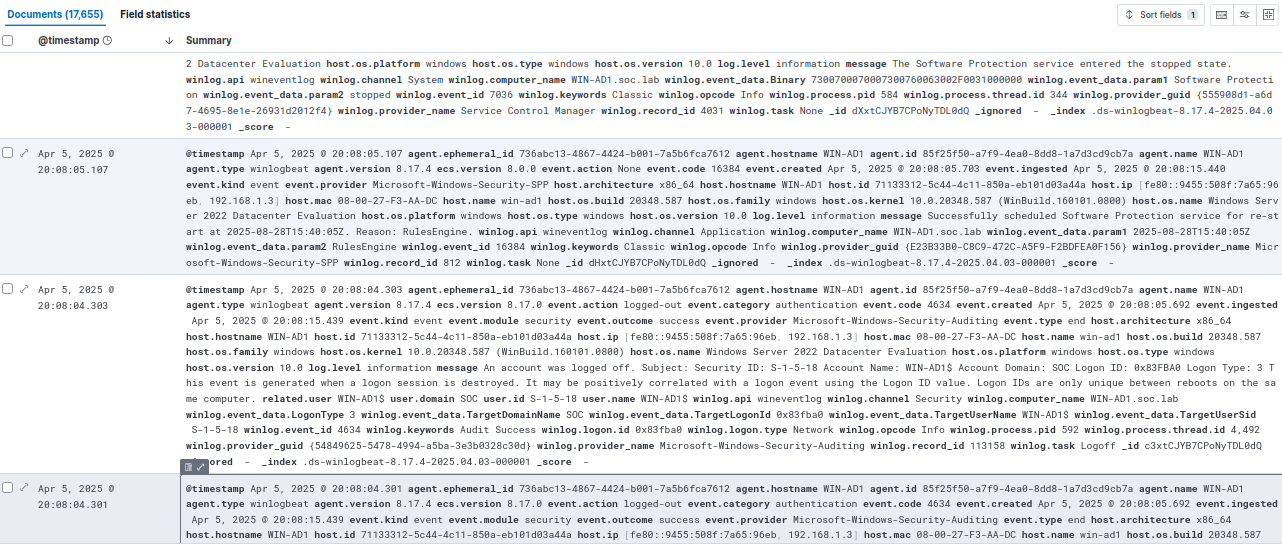 Documents (17,655) Field statistics Sort fields 1
@timestamp Summary
2 Datacenter Evaluation host.os.platform windows host.os.type windows host.os.version 10.0 log.level information message The Software Protection service entered the stopped state.
winlog.api wineventlog winlog.channel System winlog.computer_name WIN-AD1.soc.lab winlog.event_data.Binary 7300700070007300760063002F0031000000 winlog.event_data.param1 Software Protecti
on winlog.event_data.param2 stopped winlog.event_id 7036 winlog.keywords Classic winlog.opcode Info winlog.process.pid 584 winlog.process.thread.id 344 winlog.provider_guid {555908d1-a6d
7-4695-8e1e-26931d2012f4} winlog.provider_name Service Control Manager winlog.record_id 4031 winlog.task None _id dXxtCJYB7CPoNyTDL0dQ _ignored - _index .ds-winlogbeat-8.17.4-2025.04.0
3-000001 _score -
Apr 5, 2025 @ 20:08:05.107
@timestamp Apr 5, 2025 @ 20:08:05.107 agent.ephemeral_id 736abc13-4867-4424-b001-7a5b6fca7612 agent.hostname WIN-AD1 agent.id 85f25f50-a7f9-4ea0-8dd8-1a7d3cd9cb7a agent.name WIN-AD1
agent.type winlogbeat agent.version 8.17.4 ecs.version 8.0.0 event.action None event.code 16384 event.created Apr 5, 2025 @ 20:08:05.703 event.ingested Apr 5, 2025 @ 20:08:15.440
event.kind event event.provider Microsoft-Windows-Security-SPP host.architecture x86_64 host.hostname WIN-AD1 host.id 71133312-5c44-4c11-850a-eb101d03a44a host.ip [fe80::9455:508f:7a65:96
eb, 192.168.1.3] host.mac 08-00-27-F3-AA-DC host.name win-ad1 host.os.build 20348.587 host.os.family windows host.os.kernel 10.0.20348.587 (WinBuild.160101.0800) host.os.name Windows Serv
er 2022 Datacenter Evaluation host.os.platform windows host.os.type windows host.os.version 10.0 log.level information message Successfully scheduled Software Protection service for re-st
art at 2025-08-28T15:40:05Z. Reason: RulesEngine. winlog.api wineventlog winlog.channel Application winlog.computer_name WIN-AD1.soc.lab winlog.event_data.param1 2025-08-28T15:40:05Z
winlog.event_data.param2 RulesEngine winlog.event_id 16384 winlog.keywords Classic winlog.opcode Info winlog.provider_guid {E23B33B0-C8C9-472C-A5F9-F2BDFEA0F156} winlog.provider_name Micr
osoft-Windows-Security-SPP winlog.record_id 812 winlog.task None _id dHxtCJYB7CPoNyTDL0dQ _ignored - _index .ds-winlogbeat-8.17.4-2025.04.03-000001 _score -
Apr 5, 2025 @ 20:08:04.303
@timestamp Apr 5, 2025 @ 20:08:04.303 agent.ephemeral_id 736abc13-4867-4424-b001-7a5b6fca7612 agent.hostname WIN-AD1 agent.id 85f25f50-a7f9-4ea0-8dd8-1a7d3cd9cb7a agent.name WIN-AD1
agent.type winlogbeat agent.version 8.17.4 ecs.version 8.17.0 event.action logged-out event.category authentication event.code 4634 event.created Apr 5, 2025 @ 20:08:05.692 event.ingested
Apr 5, 2025 @ 20:08:15.439 event.kind event event.module security event.outcome success event.provider Microsoft-Windows-Security-Auditing event.type end host.architecture x86_64
host.hostname WIN-AD1 host.id 71133312-5c44-4c11-850a-eb101d03a44a host.ip [fe80::9455:508f:7a65:96eb, 192.168.1.3] host.mac 08-00-27-F3-AA-DC host.name win-ad1 host.os.build 20348.587
host.os.family windows host.os.kernel 10.0.20348.587 (WinBuild.160101.0800) host.os.name Windows Server 2022 Datacenter Evaluation host.os.platform windows host.os.type windows
host.os.version 10.0 log.level information message An account was logged off. Subject: Security ID: S-1-5-18 Account Name: WIN-AD1$ Account Domain: SOC Logon ID: 0x83FBA0 Logon Type: 3 T
his event is generated when a logon session is destroyed. It may be positively correlated with a logon event using the Logon ID value. Logon IDs are only unique between reboots on the sa
me computer. related.user WIN-AD1$ user.domain SOC user.id S-1-5-18 user.name WIN-AD1$ winlog.api wineventlog winlog.channel Security winlog.computer_name WIN-AD1.soc.lab
winlog.event_data.LogonType 3 winlog.event_data.TargetDomainName SOC winlog.event_data.TargetLogonId 0x83fba0 winlog.event_data.TargetUserName WIN-AD1$ winlog.event_data.TargetUserSid
S-1-5-18 winlog.event_id 4634 winlog.keywords Audit Success winlog.logon.id 0x83fba0 winlog.logon.type Network winlog.opcode Info winlog.process.pid 592 winlog.process.thread.id 4,492
winlog.provider_guid {54849625-5478-4994-a5ba-3e3b0328c30d} winlog.provider_name Microsoft-Windows-Security-Auditing winlog.record_id 113158 winlog.task Logoff _id c3xtCJYB7CPoNyTDL0dQ
ored - _index .ds-winlogbeat-8.17.4-2025.04.03-000001 _score -
Apr 5, 2025 @ 20:08:04.301
@timestamp Apr 5, 2025 @ 20:08:04.301 agent.ephemeral_id 736abc13-4867-4424-b001-7a5b6fca7612 agent.hostname WIN-AD1 agent.id 85f25f50-a7f9-4ea0-8dd8-1a7d3cd9cb7a agent.name WIN-AD1
agent.type winlogbeat agent.version 8.17.4 ecs.version 8.17.0 event.action logged-out event.category authentication event.code 4634 event.created Apr 5, 2025 @ 20:08:05.692 event.ingested
Apr 5, 2025 @ 20:08:15.439 event.kind event event.module security event.outcome success event.provider Microsoft-Windows-Security-Auditing event.type end host.architecture x86_64
host.hostname WIN-AD1 host.id 71133312-5c44-4c11-850a-eb101d03a44a host.ip [fe80::9455:508f:7a65:96eb, 192.168.1.3] host.mac 08-00-27-F3-AA-DC host.name win-ad1 host.os.build 20348.587